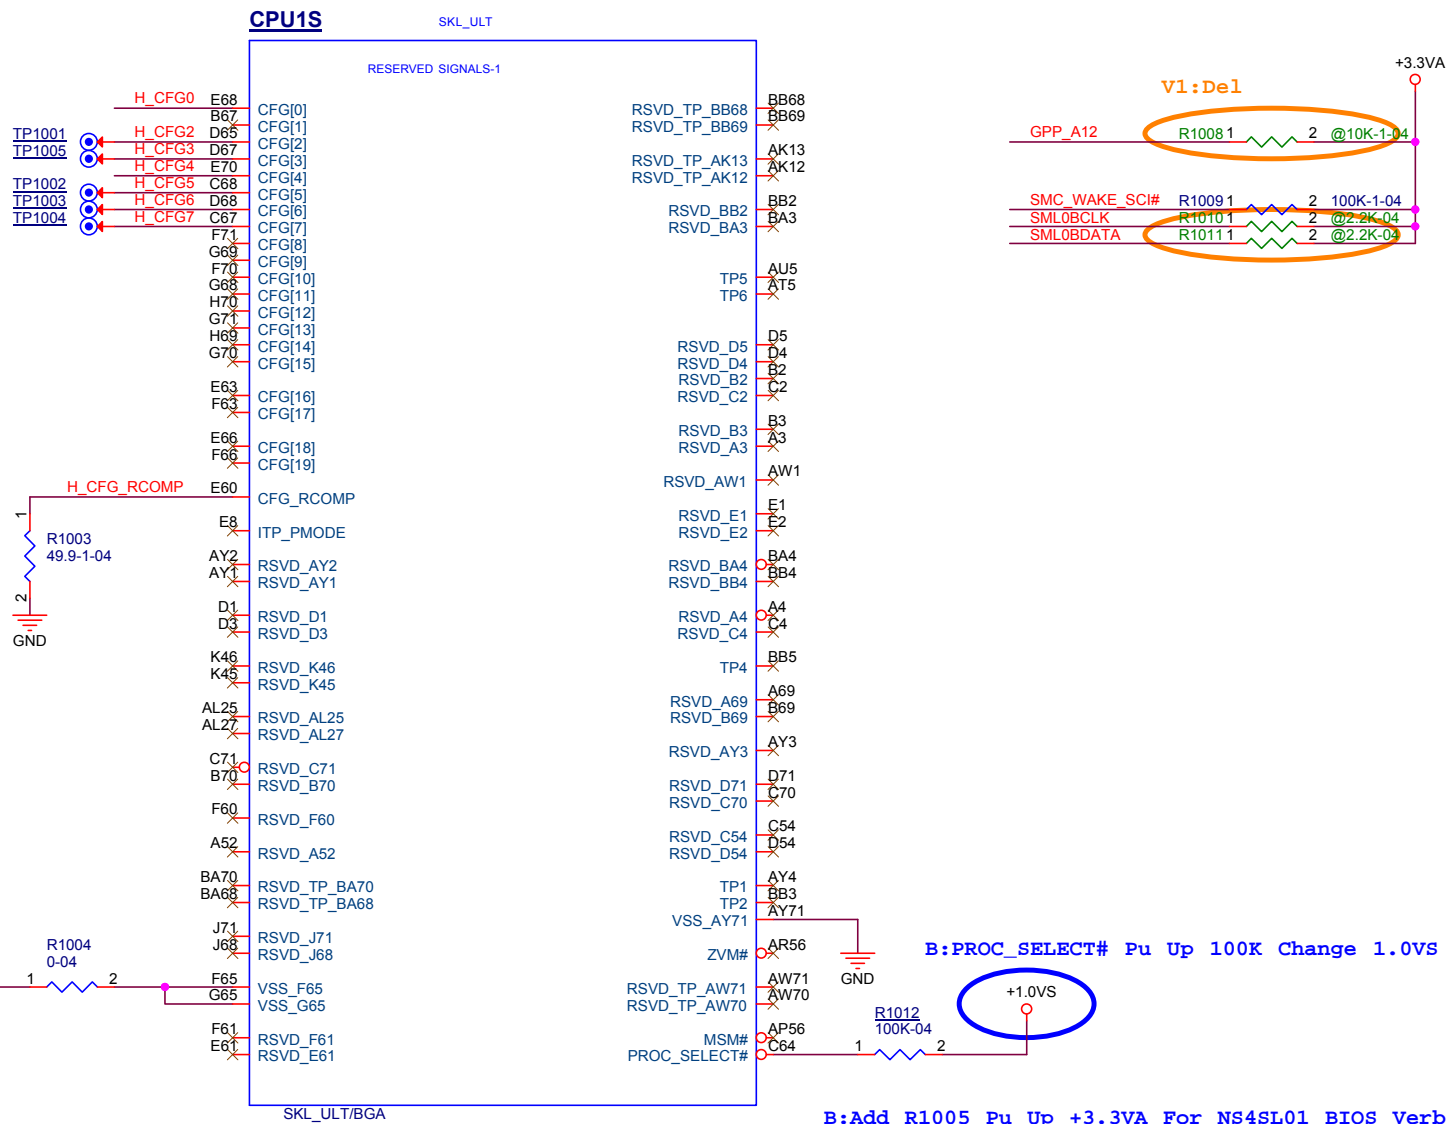 CPU1S
SKL_ULT
RESERVED SIGNALS-1
H_CFG0 E68 CFG[0]
B67 CFG[1]
TP1001 H_CFG2 D65 CFG[2]
TP1005 H_CFG3 D67 CFG[3]
H_CFG4 E70 CFG[4]
TP1002 H_CFG5 C68 CFG[5]
TP1003 H_CFG6 D68 CFG[6]
TP1004 H_CFG7 C67 CFG[7]
F71 CFG[8]
G69 CFG[9]
F70 CFG[10]
G68 CFG[11]
H70 CFG[12]
G71 CFG[13]
H69 CFG[14]
G70 CFG[15]
E63 CFG[16]
F63 CFG[17]
E66 CFG[18]
F66 CFG[19]
H_CFG_RCOMP E60 CFG_RCOMP
1
R1003
49.9-1-04
2
GND
E8 ITP_PMODE
AY2 RSVD_AY2
AY1 RSVD_AY1
D1 RSVD_D1
D3 RSVD_D3
K46 RSVD_K46
K45 RSVD_K45
AL25 RSVD_AL25
AL27 RSVD_AL27
C71 RSVD_C71
B70 RSVD_B70
F60 RSVD_F60
A52 RSVD_A52
BA70 RSVD_TP_BA70
BA68 RSVD_TP_BA68
J71 RSVD_J71
J68 RSVD_J68
R1004
0-04
1 2
F65 VSS_F65
G65 VSS_G65
F61 RSVD_F61
E61 RSVD_E61
RSVD_TP_BB68 BB68
RSVD_TP_BB69 BB69
RSVD_TP_AK13 AK13
RSVD_TP_AK12 AK12
RSVD_BB2 BB2
RSVD_BA3 BA3
TP5 AU5
TP6 AT5
RSVD_D5 D5
RSVD_D4 D4
RSVD_B2 B2
RSVD_C2 C2
RSVD_B3 B3
RSVD_A3 A3
RSVD_AW1 AW1
RSVD_E1 E1
RSVD_E2 E2
RSVD_BA4 BA4
RSVD_BB4 BB4
RSVD_A4 A4
RSVD_C4 C4
TP4 BB5
RSVD_A69 A69
RSVD_B69 B69
RSVD_AY3 AY3
RSVD_D71 D71
RSVD_C70 C70
RSVD_C54 C54
RSVD_D54 D54
TP1 AY4
TP2 BB3
VSS_AY71 AY71
GND
ZVM# AR56
RSVD_TP_AW71 AW71
RSVD_TP_AW70 AW70
MSM# AP56
PROC_SELECT# C64
SKL_ULT/BGA
+3.3VA
V1:Del
GPP_A12 R1008 1 2 @10K-1-04
SMC_WAKE_SCI# R1009 1 2 100K-1-04
SML0BCLK R1010 1 2 @2.2K-04
SML0BDATA R1011 1 2 @2.2K-04
B:PROC_SELECT# Pu Up 100K Change 1.0VS
+1.0VS
R1012
100K-04
1 2
B:Add R1005 Pu Up +3.3VA For NS4SL01 BIOS Verb